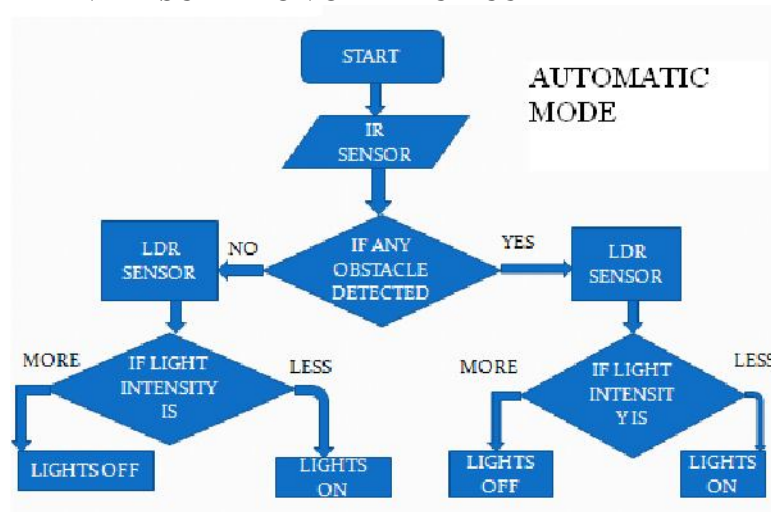 START
AUTOMATIC
MODE
IR
SENSOR
LDR
SENSOR
NO
IF ANY
OBSTACLE
DETECTED
YES
LDR
SENSOR
MORE
IF LIGHT
INTENSITY
IS
LESS
MORE
IF LIGHT
INTENSIT
Y IS
LESS
LIGHTS OFF
LIGHTS
ON
LIGHTS
OFF
LIGHTS
ON